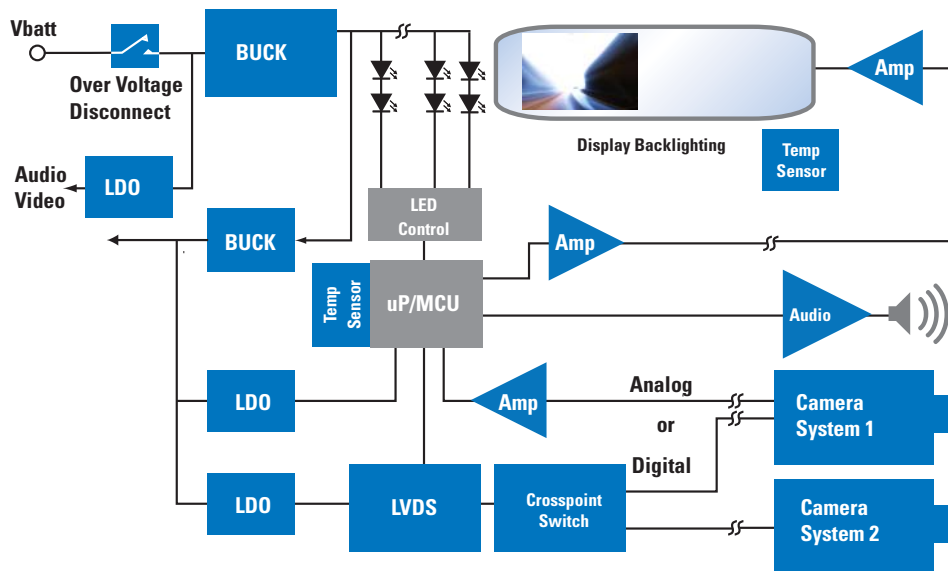 Vbatt
BUCK
Over Voltage
Disconnect
Amp
Display Backlighting
Temp
Sensor
Audio
Video
LDO
LED
Control
BUCK
Amp
Temp
Sensor
uP/MCU
Audio
LDO
Amp
Analog
or
Digital
Camera
System 1
LDO
LVDS
Crosspoint
Switch
Camera
System 2